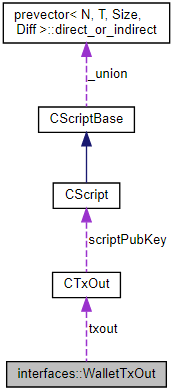 prevector< N, T, Size,
Diff >::direct_or_indirect
_union
CScriptBase
CScript
scriptPubKey
CTxOut
txout
interfaces::WalletTxOut